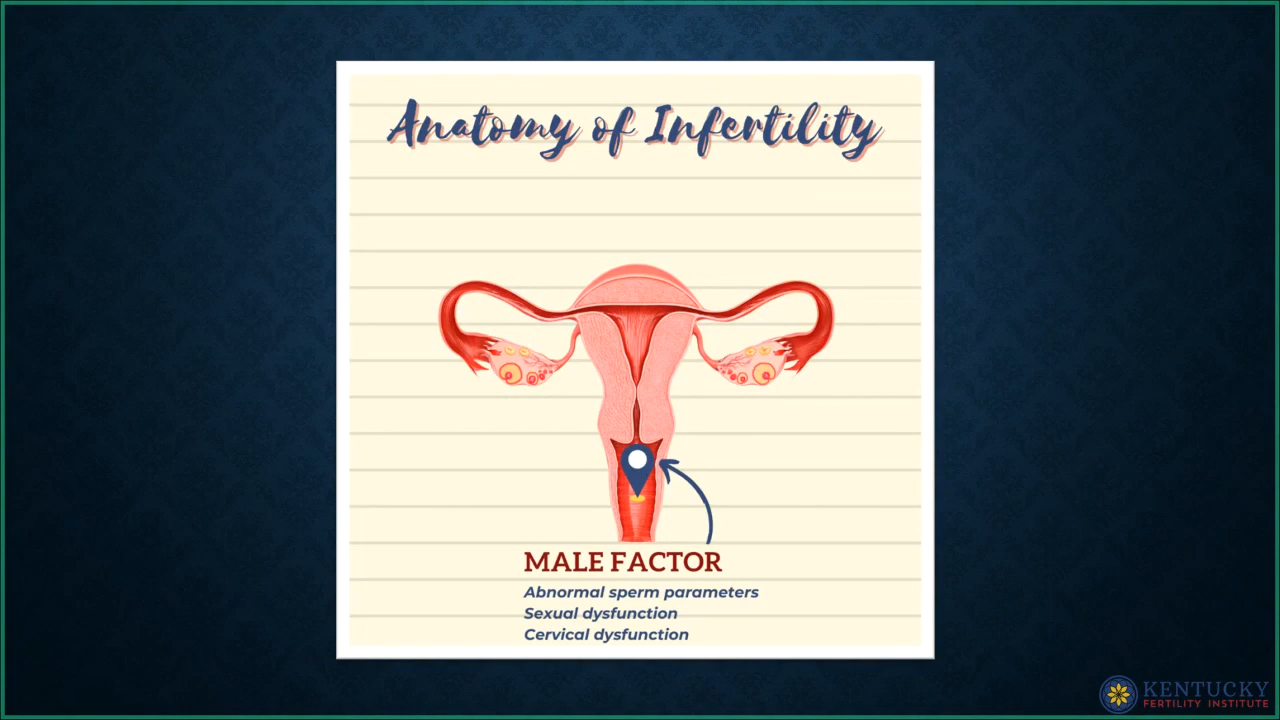 Anatomy of Infertility
MALE FACTOR
Abnormal sperm parameters
Sexual dysfunction
Cervical dysfunction
KENTUCKY
FERTILITY INSTITUTE